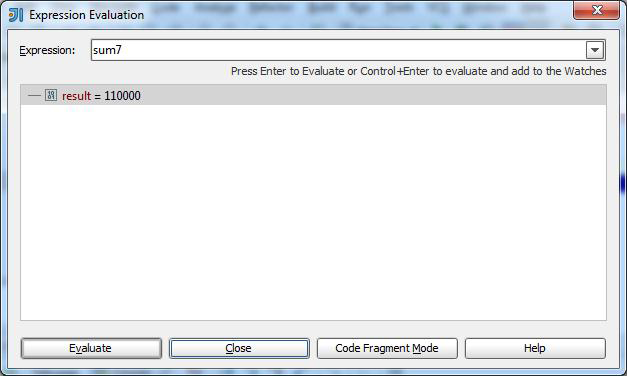 Expression Evaluation
Expression: sum7
Press Enter to Evaluate or Control+Enter to evaluate and add to the Watches
result = 110000
Evaluate Close Code Fragment Mode Help